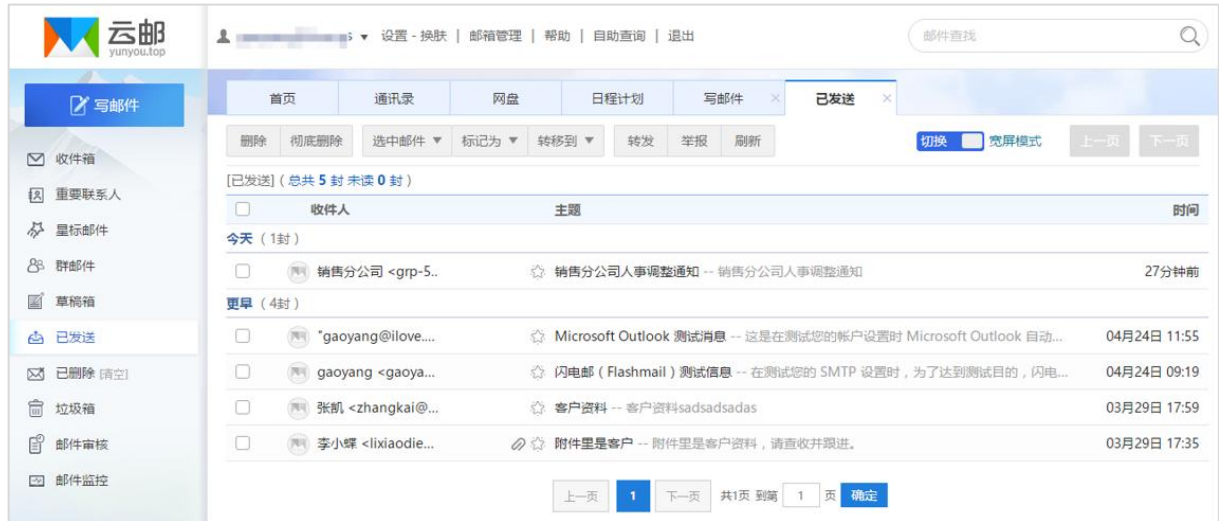 云邮
yunyou.top
设置 - 换肤 | 邮箱管理 | 帮助 | 自助查询 | 退出
邮件查找
写邮件
收件箱
重要联系人
星标邮件
群邮件
草稿箱
已发送
已删除 [清空]
垃圾箱
邮件审核
邮件监控
首页 通讯录 网盘 日程计划 写邮件 × 已发送 ×
删除 彻底删除 选中邮件 ▼ 标记为 ▼ 转移到 ▼ 转发 举报 刷新 切换 宽屏模式 上一页 下一页
[已发送] ( 总共 5 封 未读 0 封 )
收件人 主题 时间
今天 ( 1封 )
销售分公司 <grp-5.. 销售分公司人事调整通知 -- 销售分公司人事调整通知 27分钟前
更早 ( 4封 )
"gaoyang@ilove.... Microsoft Outlook 测试消息 -- 这是在测试您的帐户设置时 Microsoft Outlook 自动... 04月24日 11:55
gaoyang <gaoya... 闪电邮 ( Flashmail ) 测试信息 -- 在测试您的 SMTP 设置时，为了达到测试目的，闪电... 04月24日 09:19
张凯 <zhangkai@... 客户资料 -- 客户资料sadsadsadas 03月29日 17:59
李小蝶 <lixiaodie... 附件里是客户 -- 附件里是客户资料，请查收并跟进。 03月29日 17:35
上一页 1 下一页 共1页 到第 1 页 确定